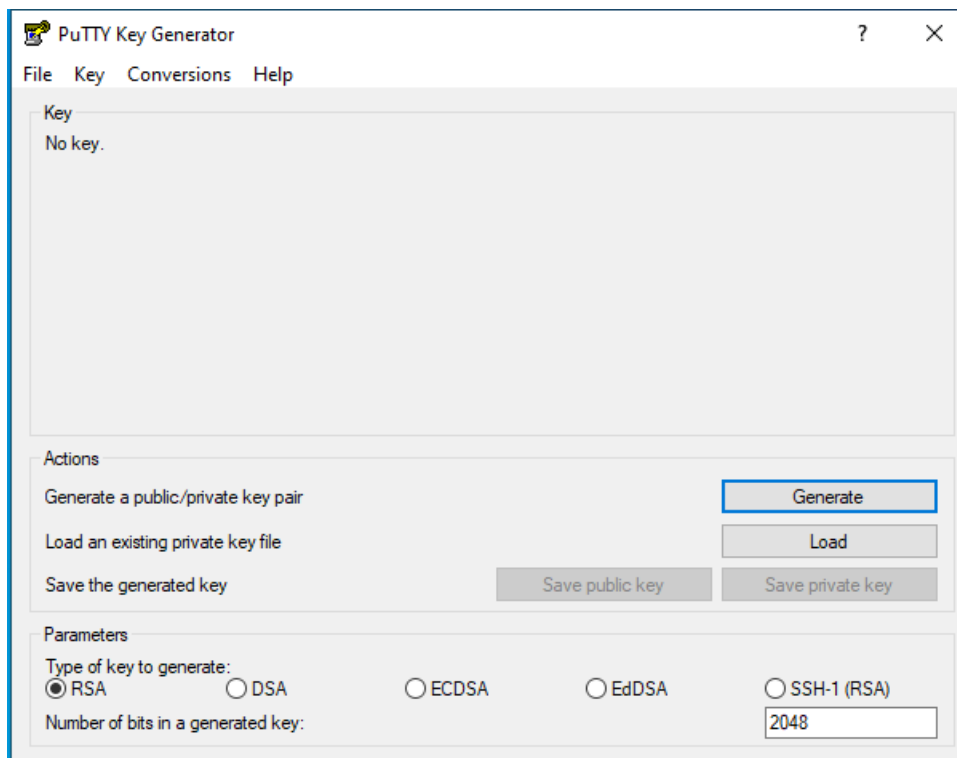 PuTTY Key Generator ?
File Key Conversions Help
Key
No key.
Actions
Generate a public/private key pair Generate
Load an existing private key file Load
Save the generated key Save public key Save private key
Parameters
Type of key to generate:
RSA DSA ECDSA EdDSA SSH-1 (RSA)
Number of bits in a generated key: 2048